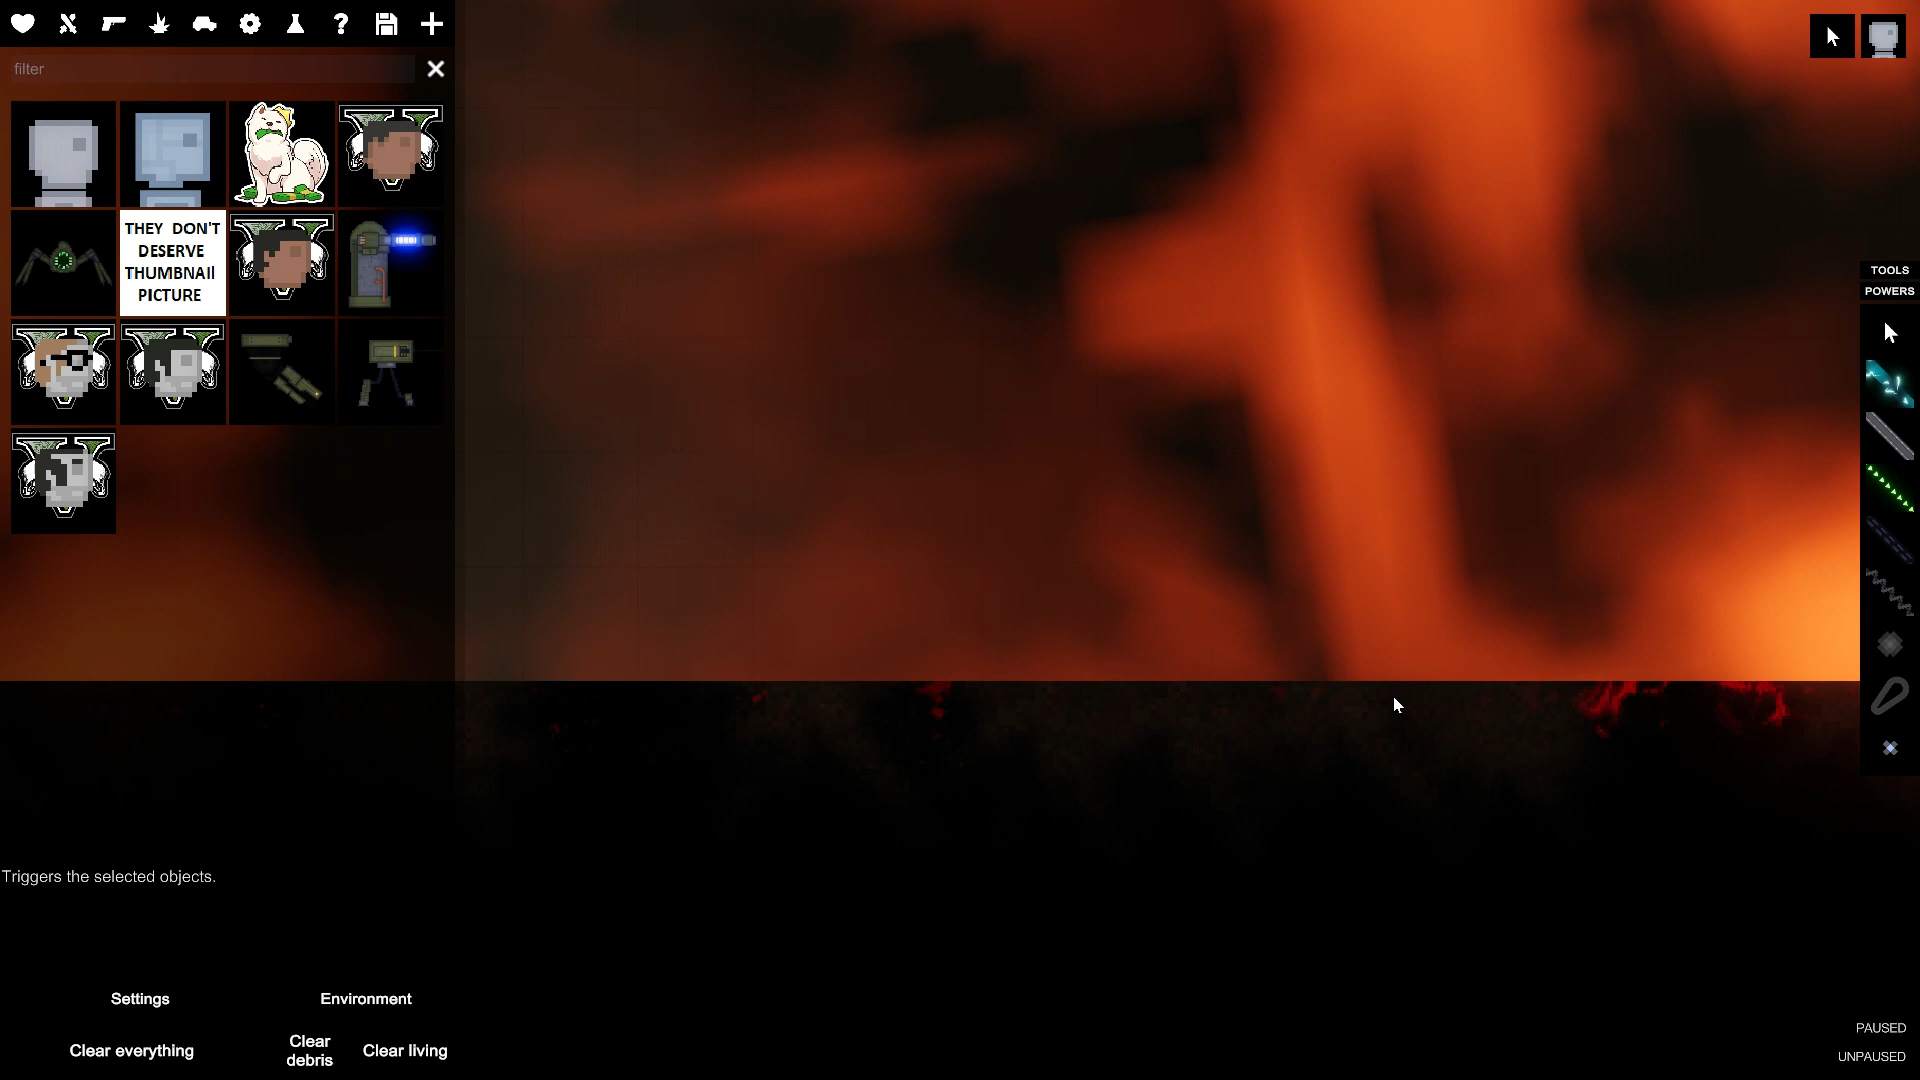 filter
THEY DON'T
DESERVE
THUMBNAIl
PICTURE
TOOLS
POWERS
Triggers the selected objects.
Settings
Environment
Clear everything
Clear
debris
Clear living
PAUSED
UNPAUSED